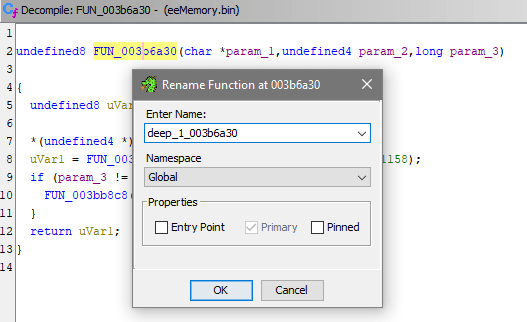 Decompile: FUN_003b6a30 - (eeMemory.bin)
1
2 undefined8 FUN_003b6a30(char *param_1,undefined4 param_2,long param_3)
3
4 {
5 undefined8 uVar
6
7 *(undefined4 *)
8 uVar1 = FUN_003 1158);
9 if (param_3 !=
10 FUN_003bb8c8(
11 }
12 return uVar1;
13 }
14
Rename Function at 003b6a30
Enter Name:
deep_1_003b6a30
Namespace
Global
Properties
Entry Point Primary Pinned
OK Cancel